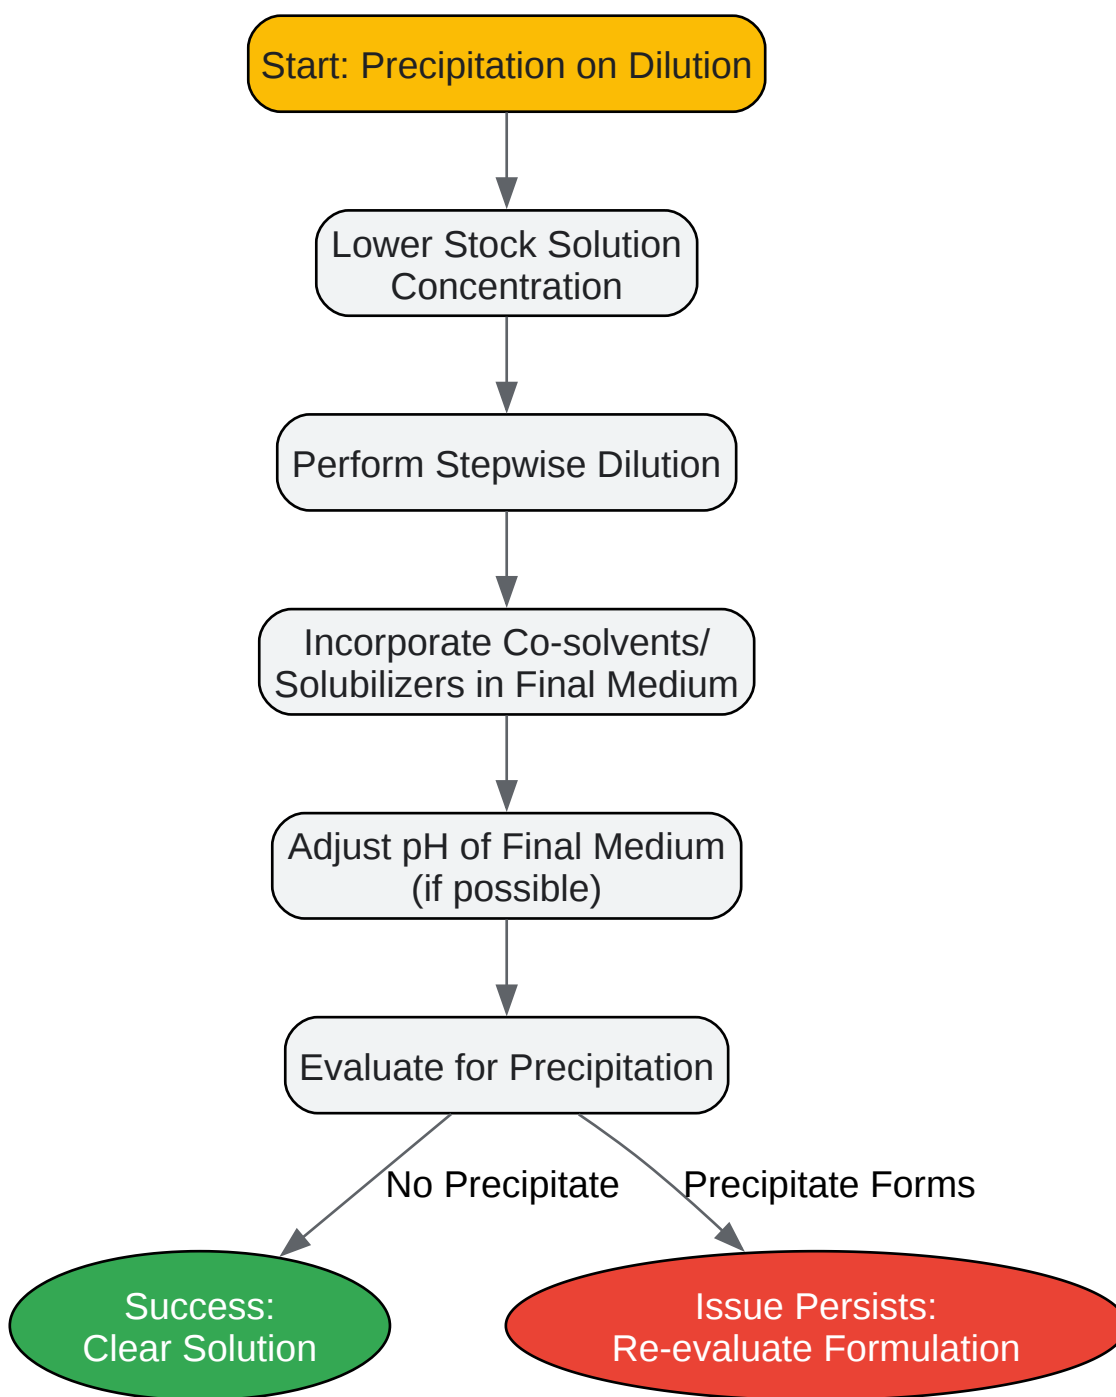 Start: Precipitation on Dilution
Lower Stock Solution
Concentration
Perform Stepwise Dilution
Incorporate Co-solvents/
Solubilizers in Final Medium
Adjust pH of Final Medium
(if possible)
Evaluate for Precipitation
No Precipitate
Precipitate Forms
Success:
Clear Solution
Issue Persists:
Re-evaluate Formulation